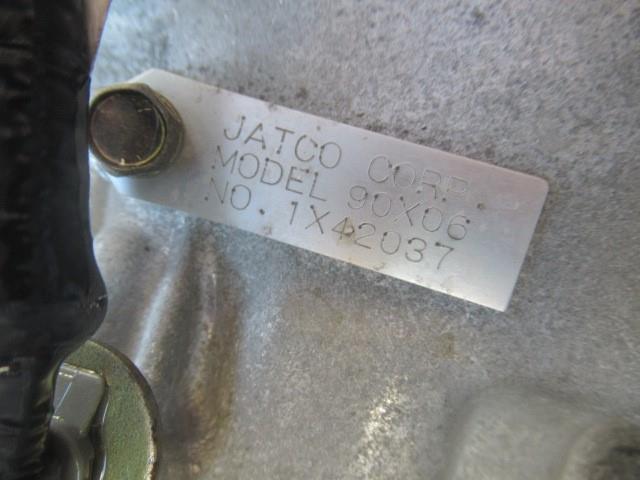 JATCO CORP.
MODEL 90X06
NO. 1X42037